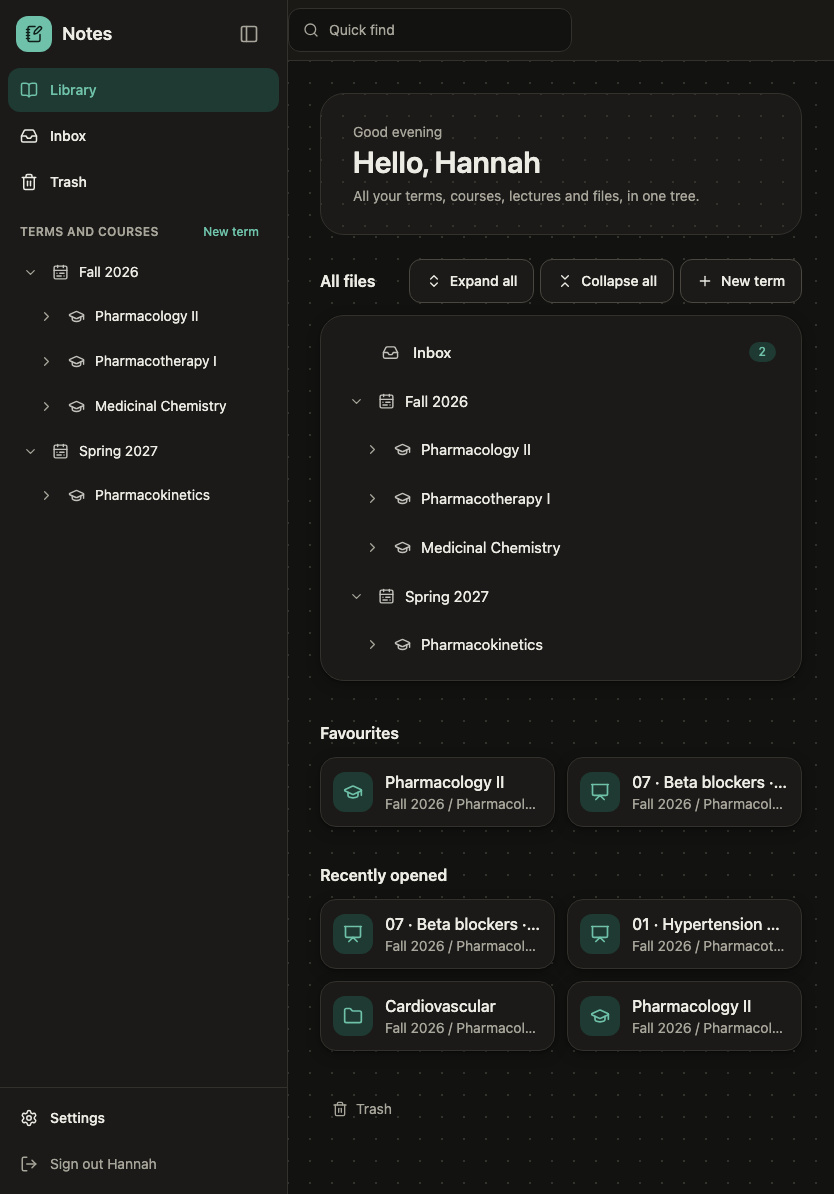 Notes
Library
Inbox
Trash
TERMS AND COURSES
New term
Fall 2026
Pharmacology II
Pharmacotherapy I
Medicinal Chemistry
Spring 2027
Pharmacokinetics
Settings
Sign out Hannah
Quick find
Good evening
Hello, Hannah
All your terms, courses, lectures and files, in one tree.
All files
Expand all
Collapse all
New term
Inbox
2
Fall 2026
Pharmacology II
Pharmacotherapy I
Medicinal Chemistry
Spring 2027
Pharmacokinetics
Favourites
Pharmacology II
Fall 2026 / Pharmacol...
07 · Beta blockers ·...
Fall 2026 / Pharmacol...
Recently opened
07 · Beta blockers ·...
Fall 2026 / Pharmacol...
01 · Hypertension ...
Fall 2026 / Pharmacot...
Cardiovascular
Fall 2026 / Pharmacol...
Pharmacology II
Fall 2026 / Pharmacol...
Trash